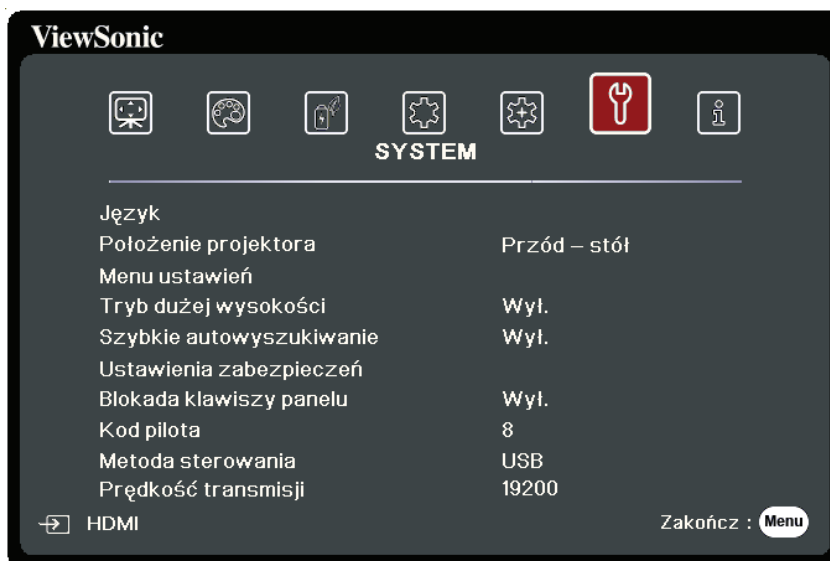 ViewSonic
SYSTEM
Język
Położenie projektora Przód – stół
Menu ustawień
Tryb dużej wysokości Wył.
Szybkie autowyszukiwanie Wył.
Ustawienia zabezpieczeń
Blokada klawiszy panelu Wył.
Kod pilota 8
Metoda sterowania USB
Prędkość transmisji 19200
HDMI Zakończ : Menu